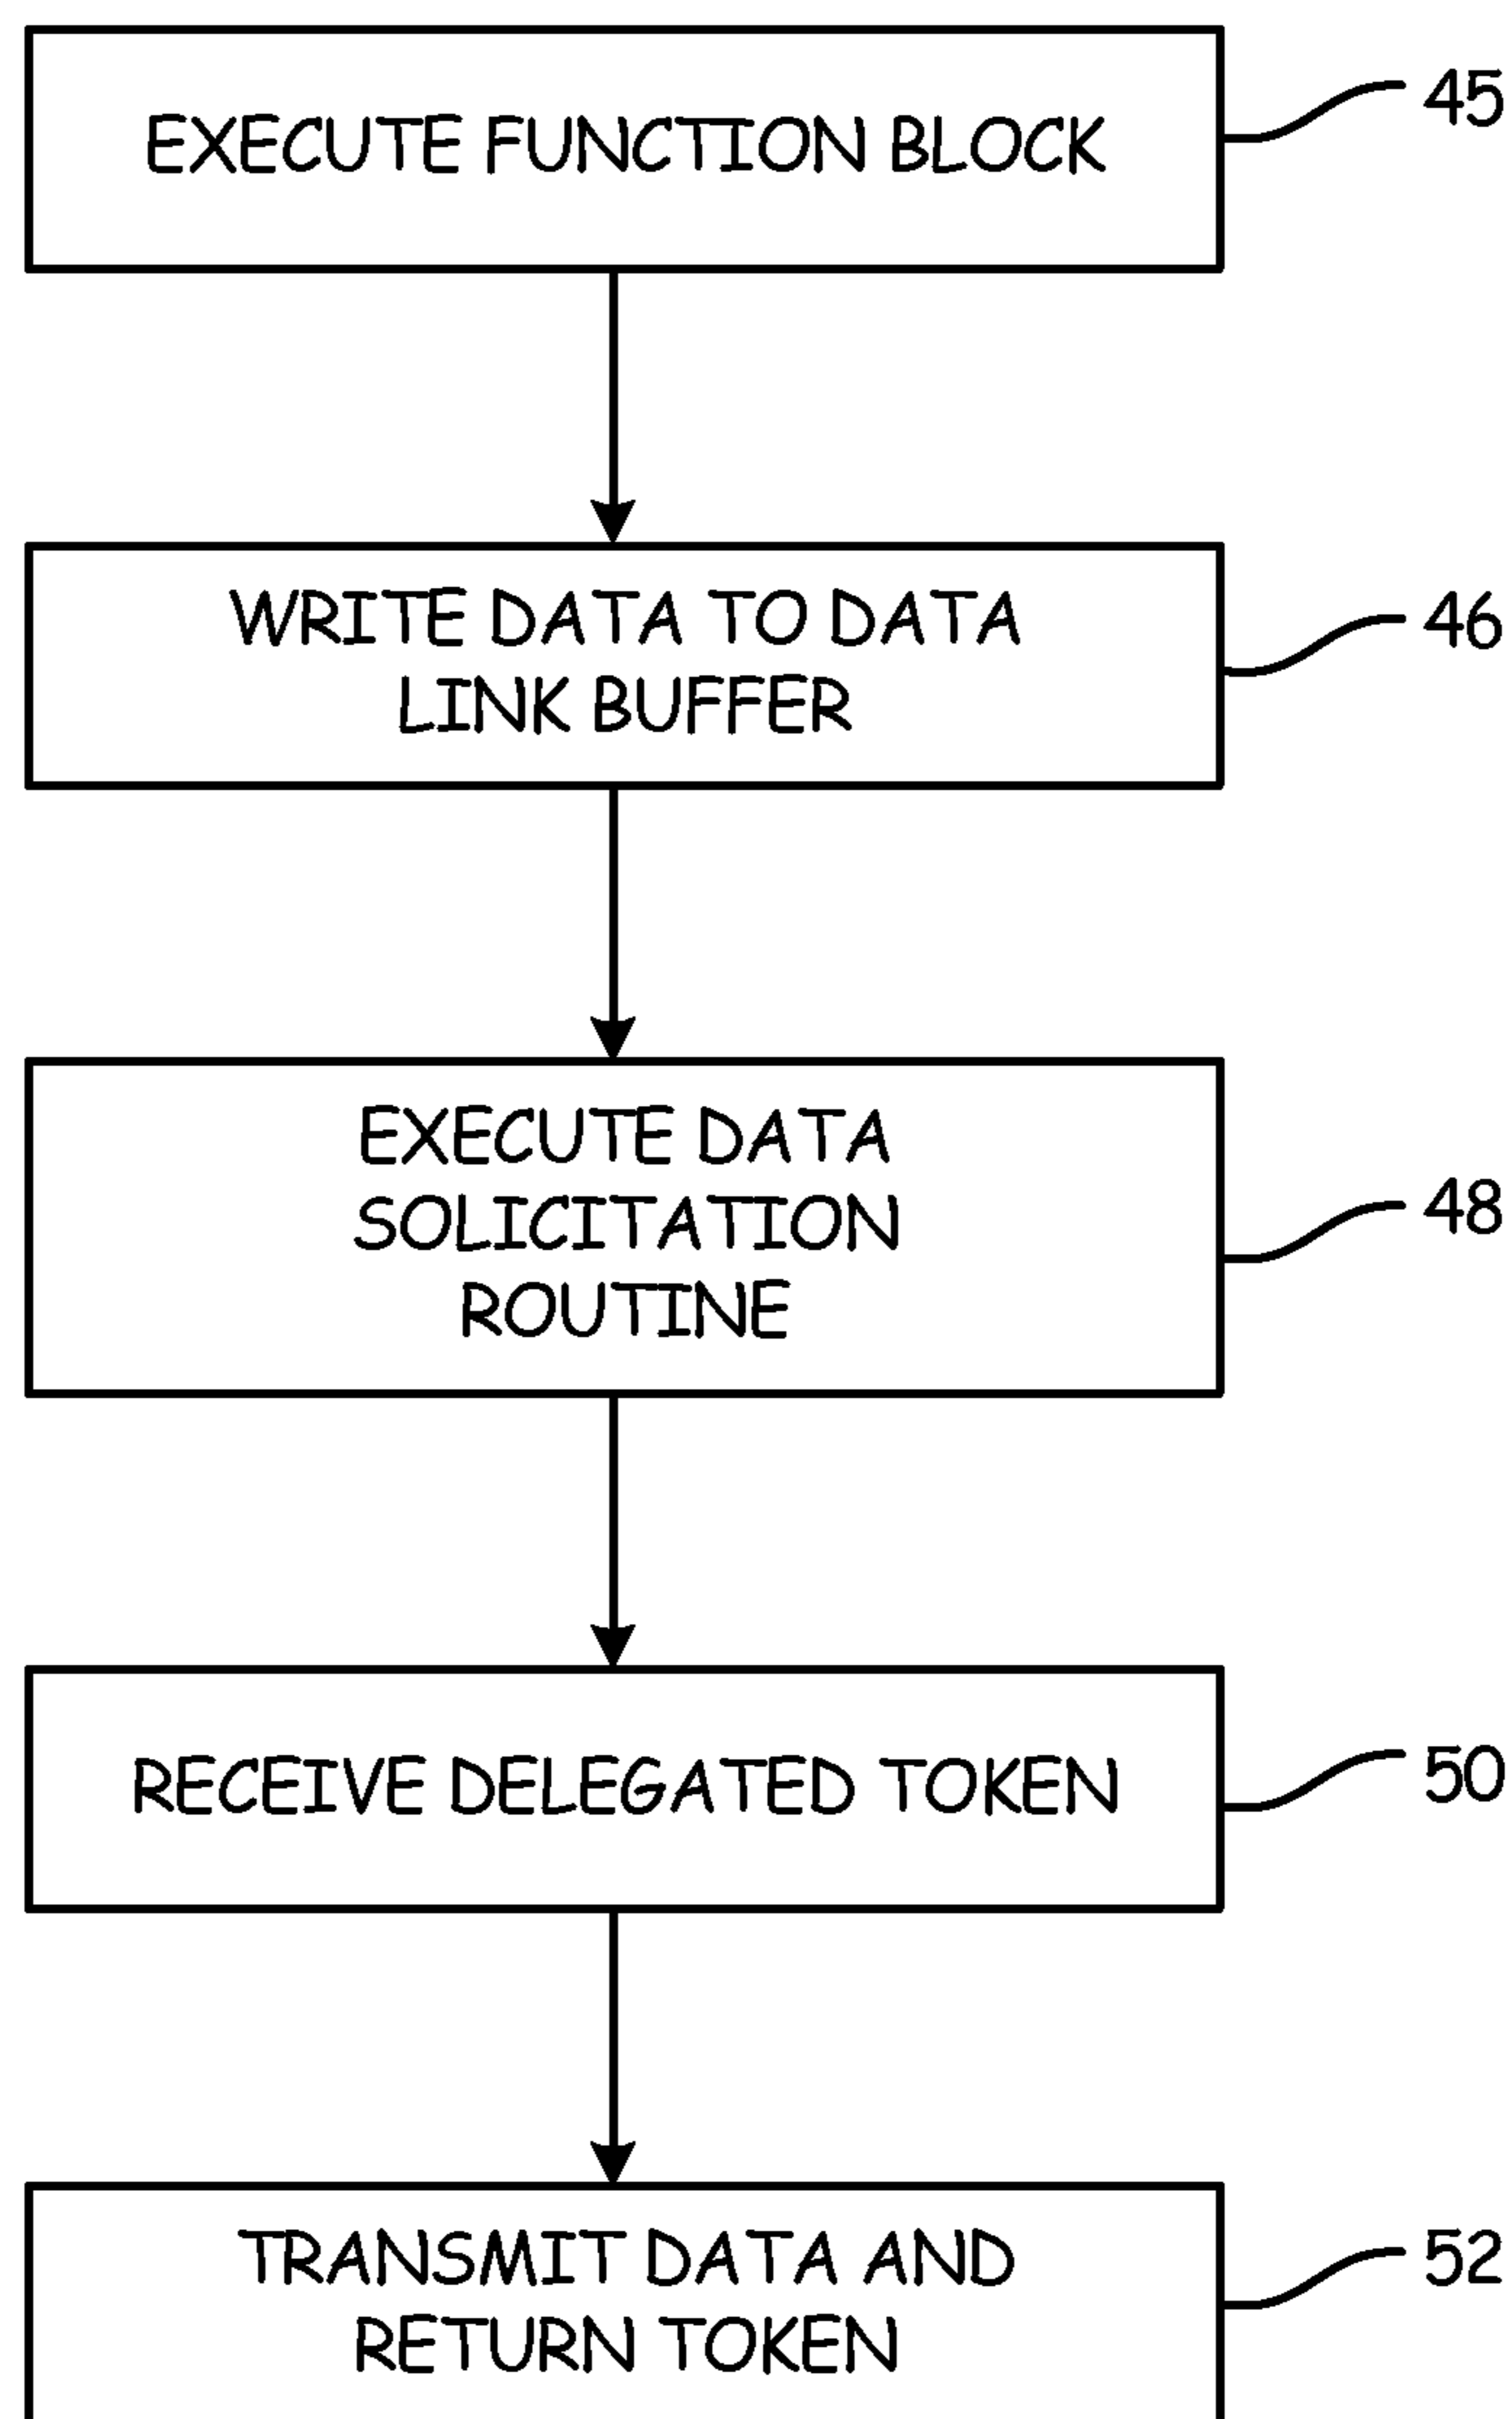 EXECUTE FUNCTION BLOCK
45
WRITE DATA TO DATA
LINK BUFFER
46
EXECUTE DATA
SOLICITATION
ROUTINE
48
RECEIVE DELEGATED TOKEN
50
TRANSMIT DATA AND
RETURN TOKEN
52